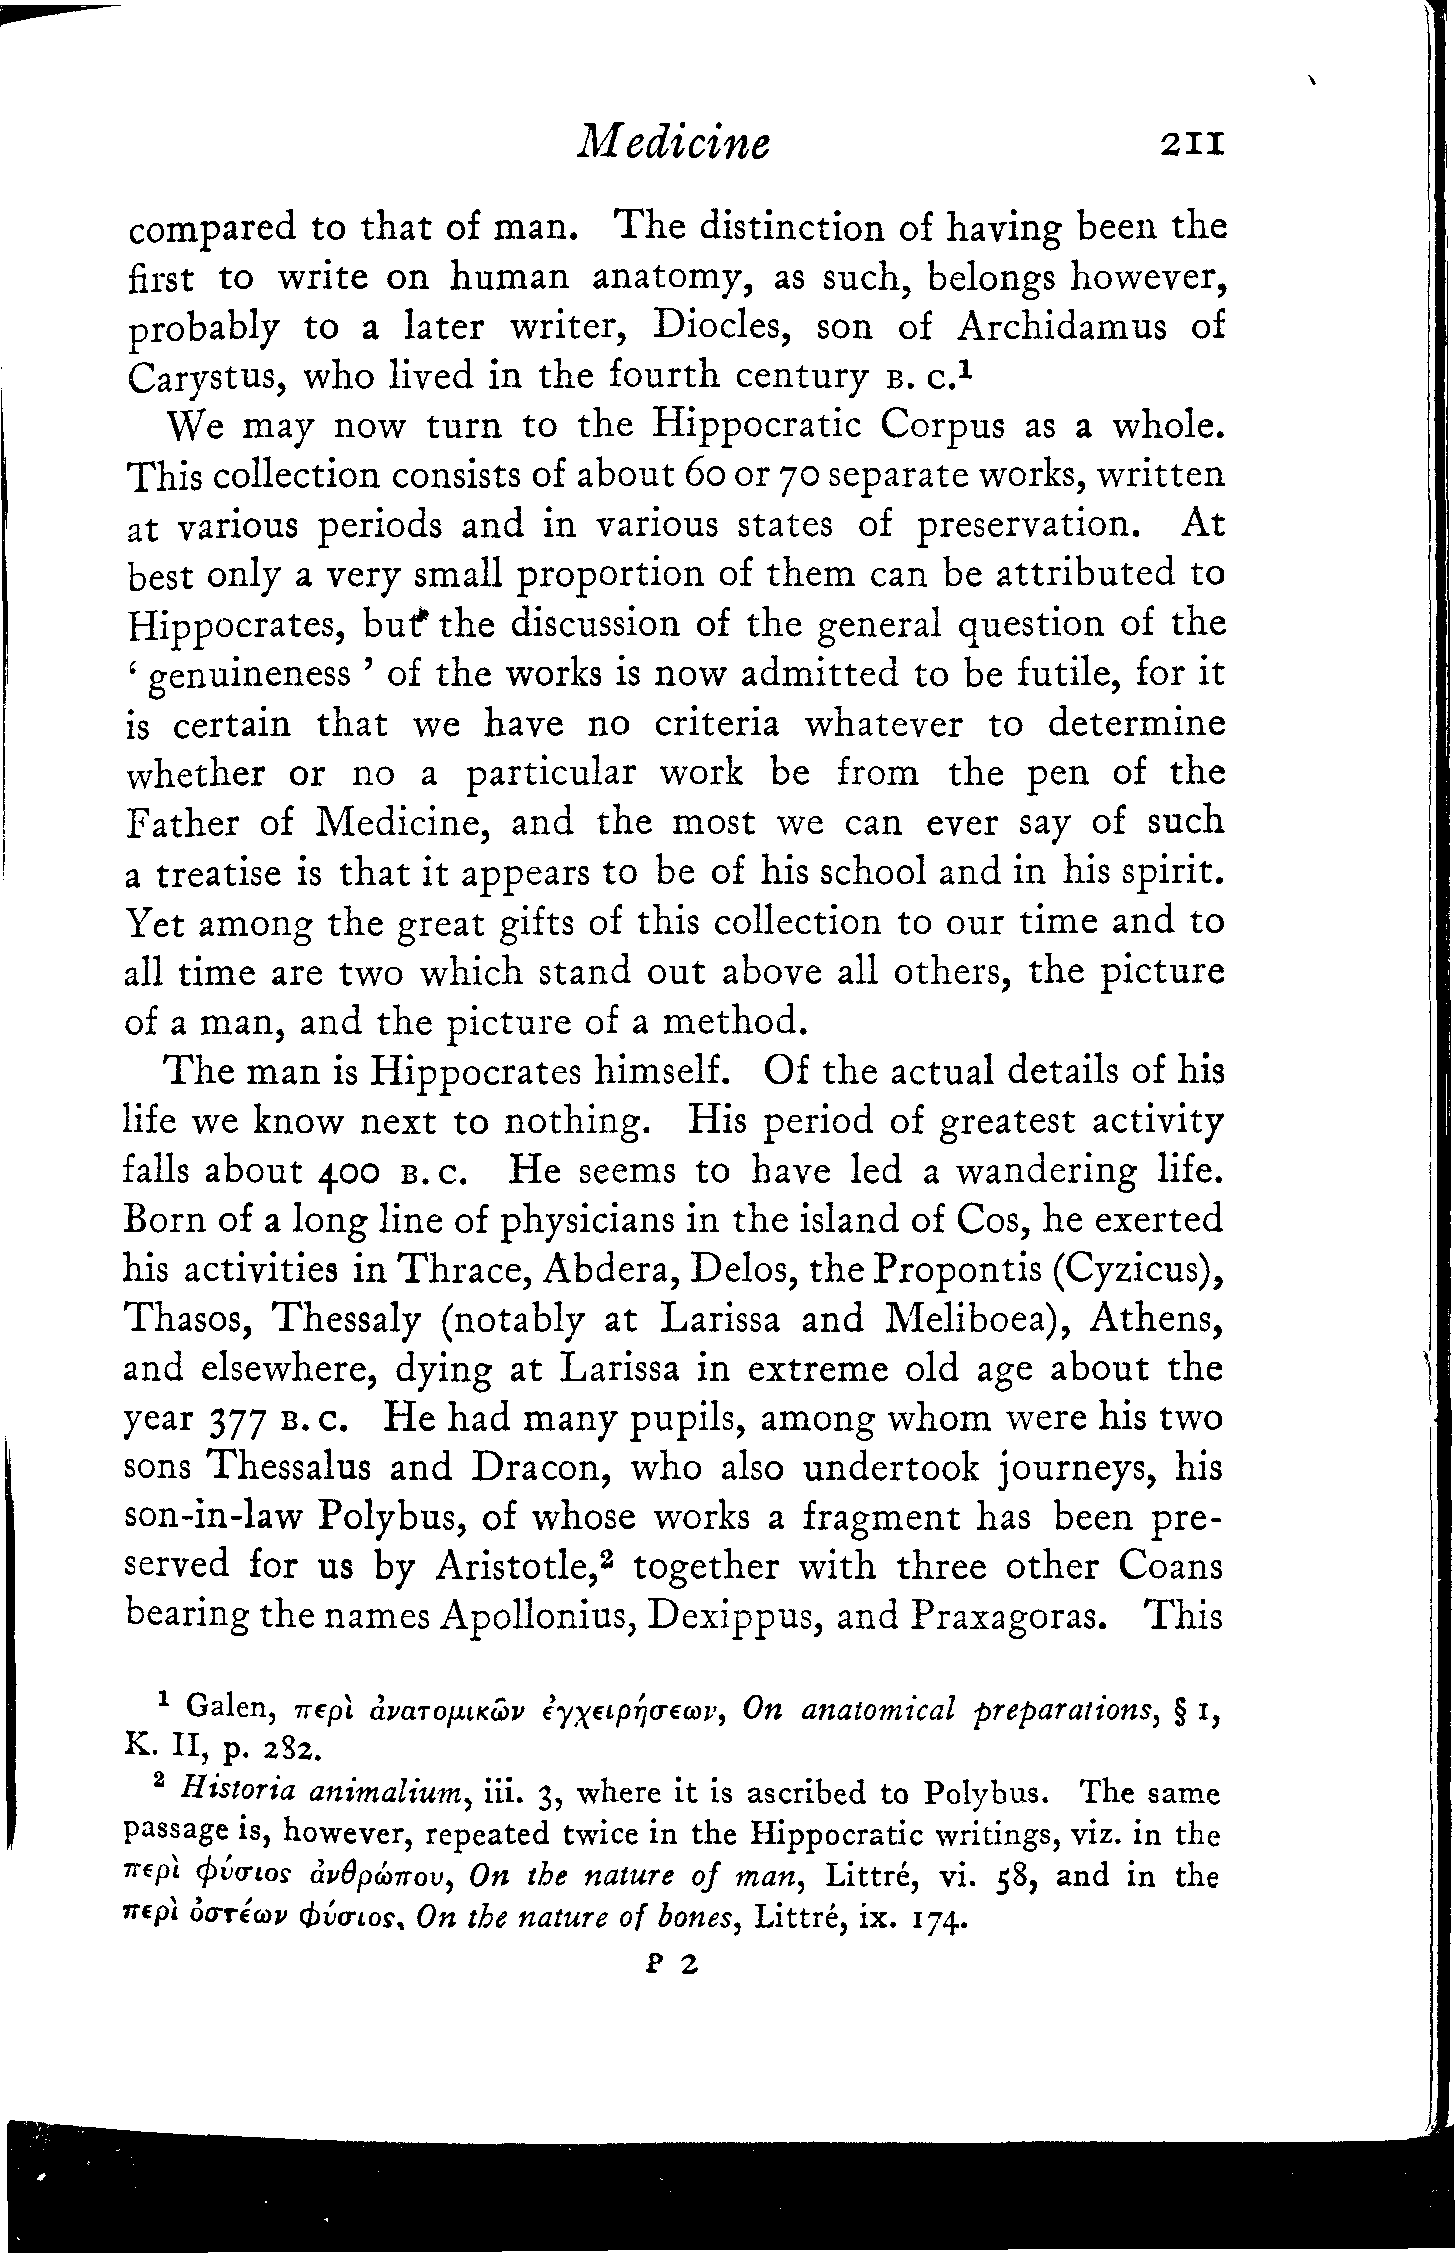 Medicine 211
compared to that of man. The distinction of having been the
first to write on human anatomy, as such, belongs however,
probably to a later writer, Diocles, son of Archidamus of
Carystus, who lived in the fourth century B. C.¹
We may now turn to the Hippocratic Corpus as a whole.
This collection consists of about 60 or 70 separate works, written
at various periods and in various states of preservation. At
best only a very small proportion of them can be attributed to
Hippocrates, but the discussion of the general question of the
‘ genuineness ’ of the works is now admitted to be futile, for it
is certain that we have no criteria whatever to determine
whether or no a particular work be from the pen of the
Father of Medicine, and the most we can ever say of such
a treatise is that it appears to be of his school and in his spirit.
Yet among the great gifts of this collection to our time and to
all time are two which stand out above all others, the picture
of a man, and the picture of a method.
The man is Hippocrates himself. Of the actual details of his
life we know next to nothing. His period of greatest activity
falls about 400 B. C. He seems to have led a wandering life.
Born of a long line of physicians in the island of Cos, he exerted
his activities in Thrace, Abdera, Delos, the Propontis (Cyzicus),
Thasos, Thessaly (notably at Larissa and Meliboea), Athens,
and elsewhere, dying at Larissa in extreme old age about the
year 377 B. C. He had many pupils, among whom were his two
sons Thessalus and Dracon, who also undertook journeys, his
son-in-law Polybus, of whose works a fragment has been pre-
served for us by Aristotle,² together with three other Coans
bearing the names Apollonius, Dexippus, and Praxagoras. This
¹ Galen, περὶ ἀνατομικῶν ἐγχειρήσεων, On anatomical preparations, § 1,
K. II, p. 282.
² Historia animalium, iii. 3, where it is ascribed to Polybus. The same
passage is, however, repeated twice in the Hippocratic writings, viz. in the
περὶ φύσιος ἀνθρώπου, On the nature of man, Littré, vi. 58, and in the
περὶ ὀστέων φύσιος, On the nature of bones, Littré, ix. 174.
P 2